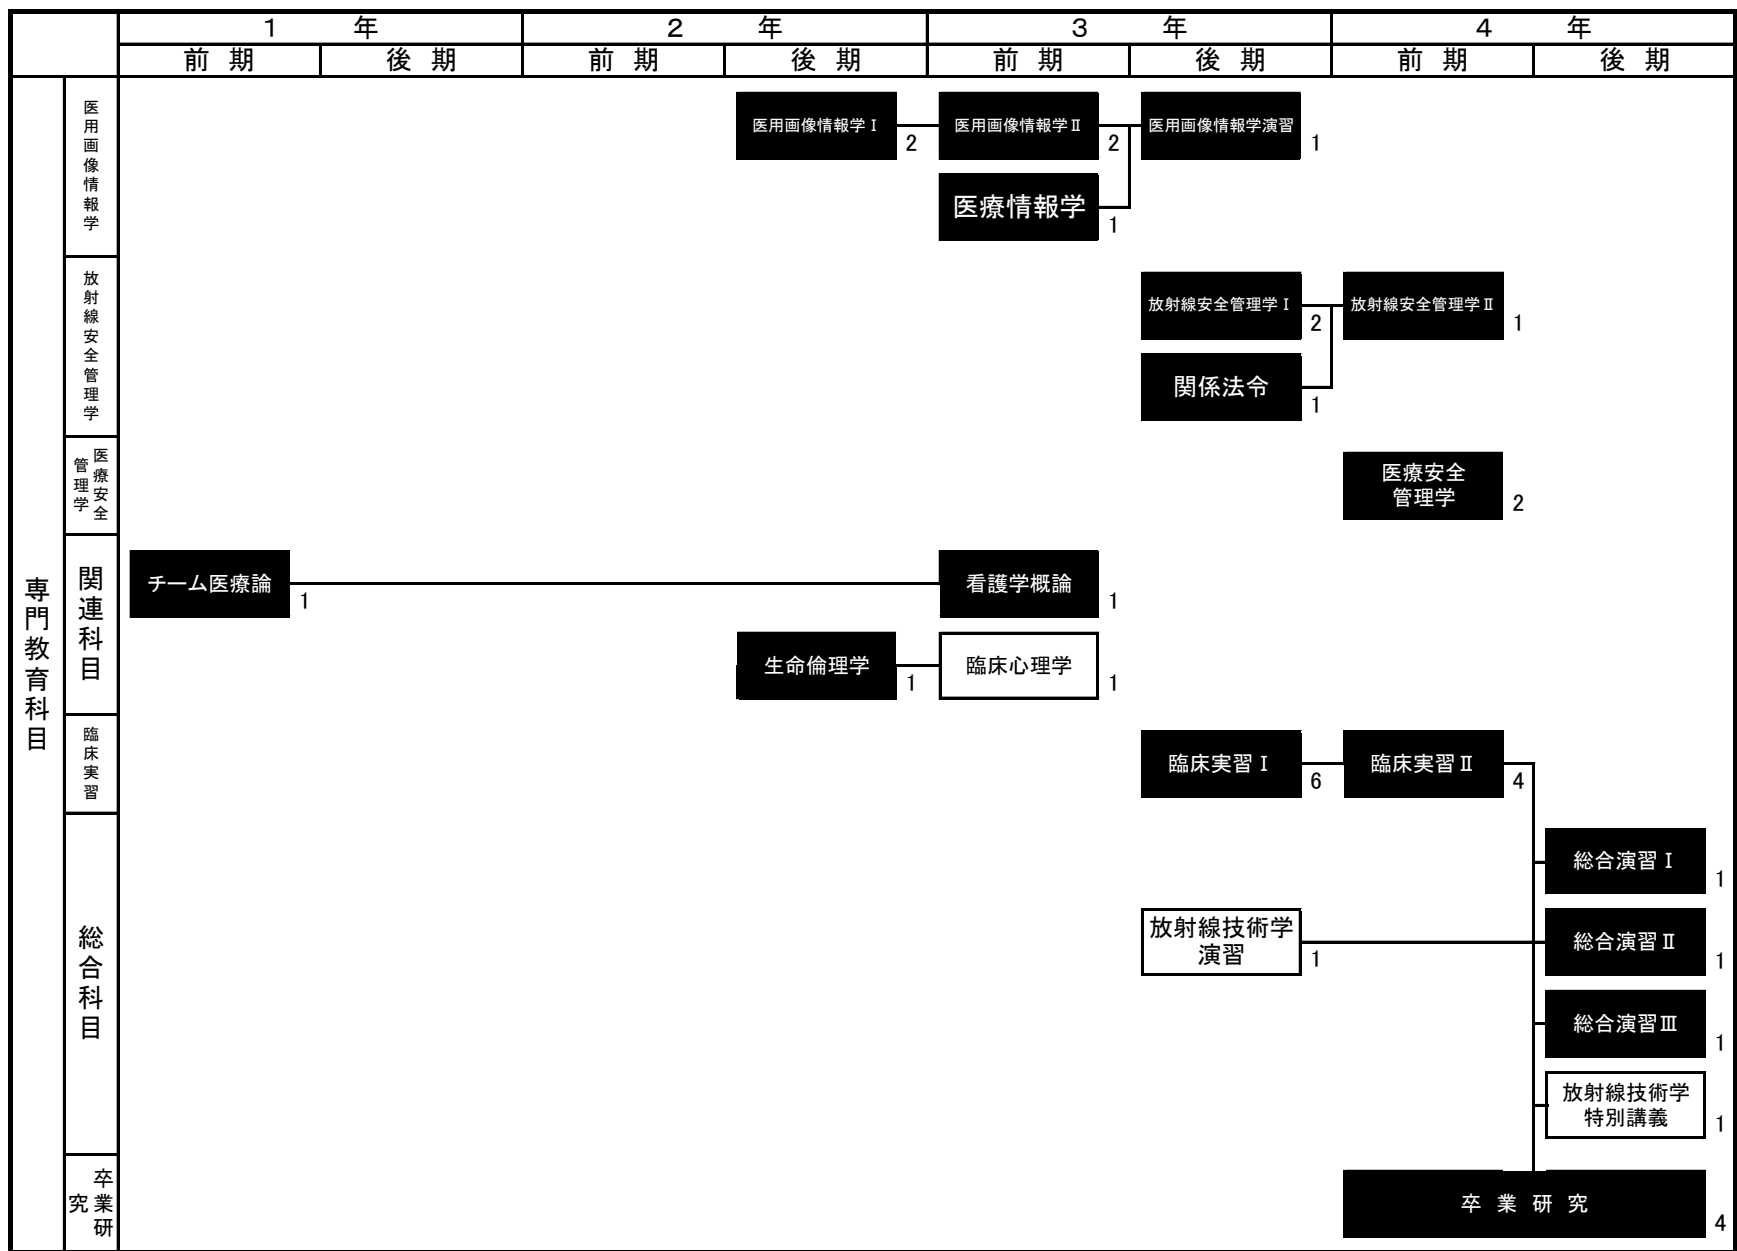 1 年 2 年 3 年 4 年
前 期 後 期 前 期 後 期 前 期 後 期 前 期 後 期
専門教育科目
医用画像情報学
医用画像情報学Ⅰ 2 医用画像情報学Ⅱ 2 医用画像情報学演習 1
医療情報学 1
放射線安全管理学
放射線安全管理学Ⅰ 2 放射線安全管理学Ⅱ 1
関係法令 1
医療安全
管理学
医療安全
管理学 2
関連科目
チーム医療論 1 看護学概論 1
生命倫理学 1 臨床心理学 1
臨床実習
臨床実習Ⅰ 6 臨床実習Ⅱ 4
総合科目
総合演習Ⅰ 1
放射線技術学
演習 1
総合演習Ⅱ 1
総合演習Ⅲ 1
放射線技術学
特別講義 1
卒業研
究
卒 業 研 究 4